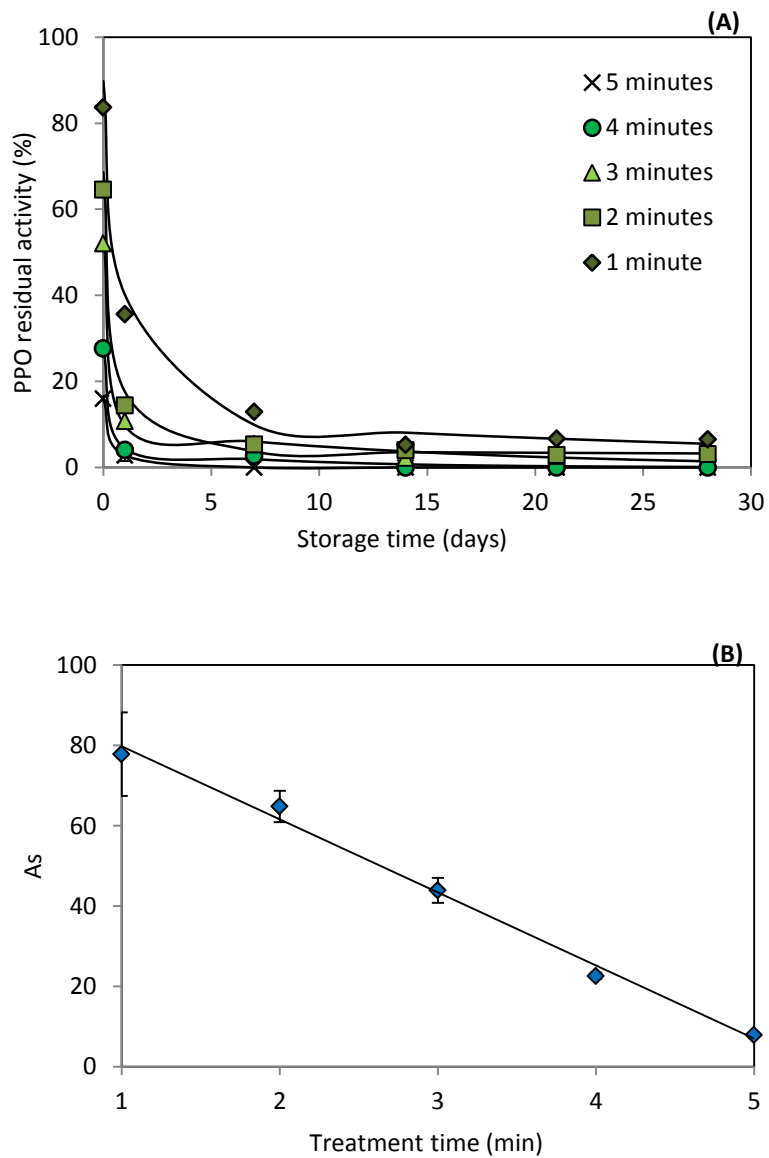 (A)
100
80
60
40
20
0
PPO residual activity (%)
5 minutes
4 minutes
3 minutes
2 minutes
1 minute
0 5 10 15 20 25 30
Storage time (days)
(B)
100
80
60
40
20
0
As
1 2 3 4 5
Treatment time (min)